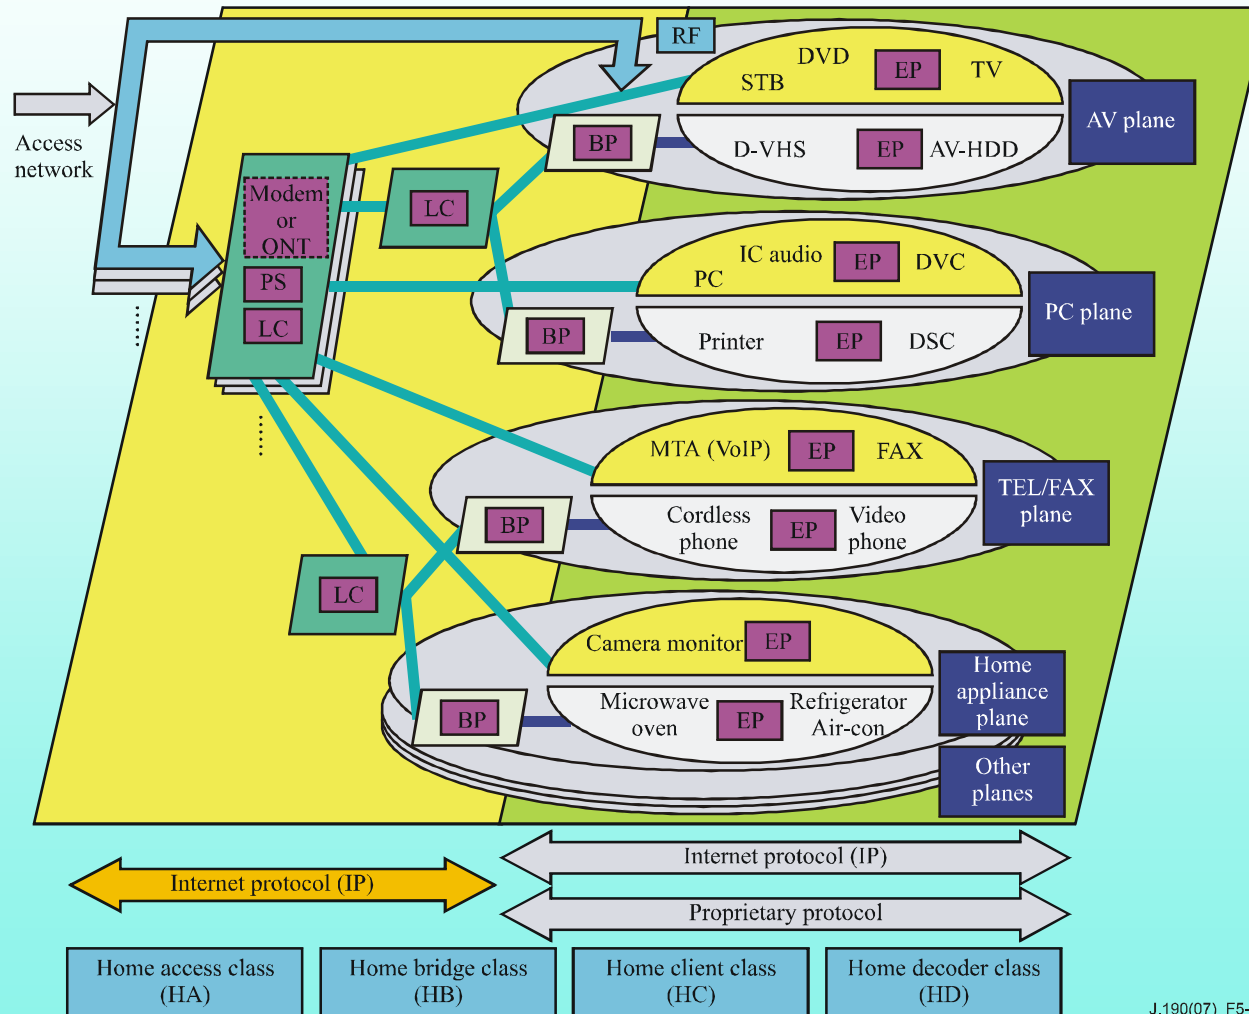 RF
DVD
EP
TV
STB
AV plane
Access
network
BP
D-VHS
EP
AV-HDD
Modem
or
ONT
LC
PS
LC
IC audio
EP
DVC
PC
PC plane
BP
Printer
EP
DSC
MTA (VoIP)
EP
FAX
TEL/FAX
plane
BP
Cordless
phone
EP
Video
phone
LC
Camera monitor
EP
Home
appliance
plane
BP
Microwave
oven
EP
Refrigerator
Air-con
Other
planes
Internet protocol (IP)
Internet protocol (IP)
Proprietary protocol
Home access class
(HA)
Home bridge class
(HB)
Home client class
(HC)
Home decoder class
(HD)
J.190(07)_F5-